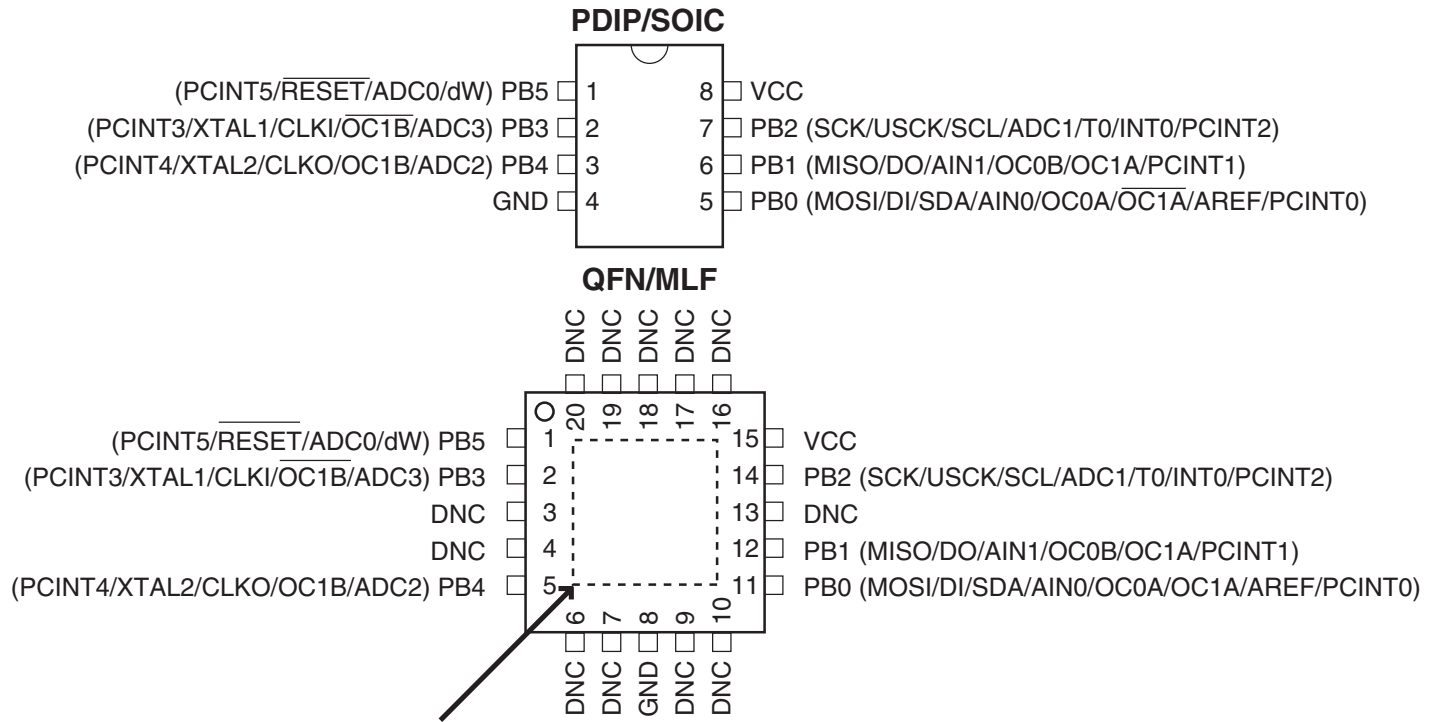 PDIP/SOIC
(PCINT5/RESET/ADC0/dW) PB5 1 8 VCC
(PCINT3/XTAL1/CLKI/OC1B/ADC3) PB3 2 7 PB2 (SCK/USCK/SCL/ADC1/T0/INT0/PCINT2)
(PCINT4/XTAL2/CLKO/OC1B/ADC2) PB4 3 6 PB1 (MISO/DO/AIN1/OC0B/OC1A/PCINT1)
GND 4 5 PB0 (MOSI/DI/SDA/AIN0/OC0A/OC1A/AREF/PCINT0)
QFN/MLF
DNC DNC DNC DNC DNC
20 19 18 17 16
(PCINT5/RESET/ADC0/dW) PB5 1 15 VCC
(PCINT3/XTAL1/CLKI/OC1B/ADC3) PB3 2 14 PB2 (SCK/USCK/SCL/ADC1/T0/INT0/PCINT2)
DNC 3 13 DNC
DNC 4 12 PB1 (MISO/DO/AIN1/OC0B/OC1A/PCINT1)
(PCINT4/XTAL2/CLKO/OC1B/ADC2) PB4 5 11 PB0 (MOSI/DI/SDA/AIN0/OC0A/OC1A/AREF/PCINT0)
6 7 8 9 10
DNC DNC GND DNC DNC